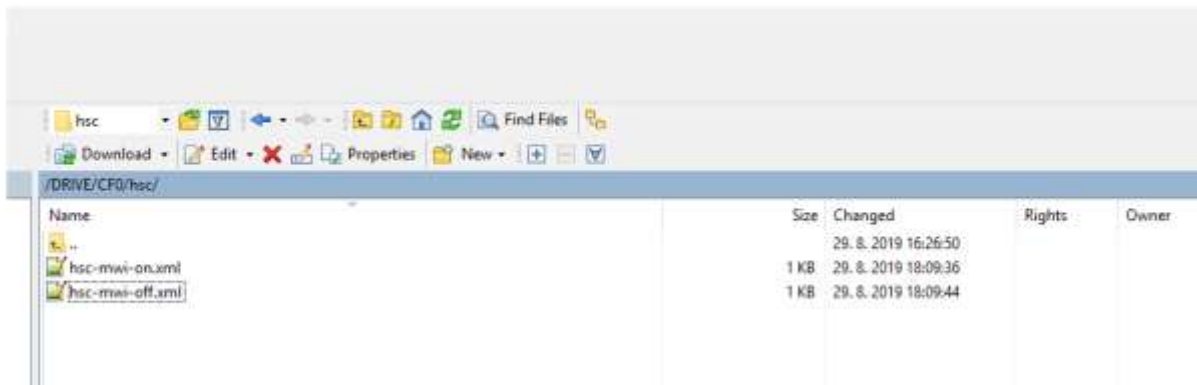 hsc Find Files
Download Edit Properties New
/DRIVE/CF0/hsc/
Name Size Changed Rights Owner
.. 29. 8. 2019 16:26:50
hsc-mwi-on.xml 1 KB 29. 8. 2019 18:09:36
hsc-mwi-off.xml 1 KB 29. 8. 2019 18:09:44